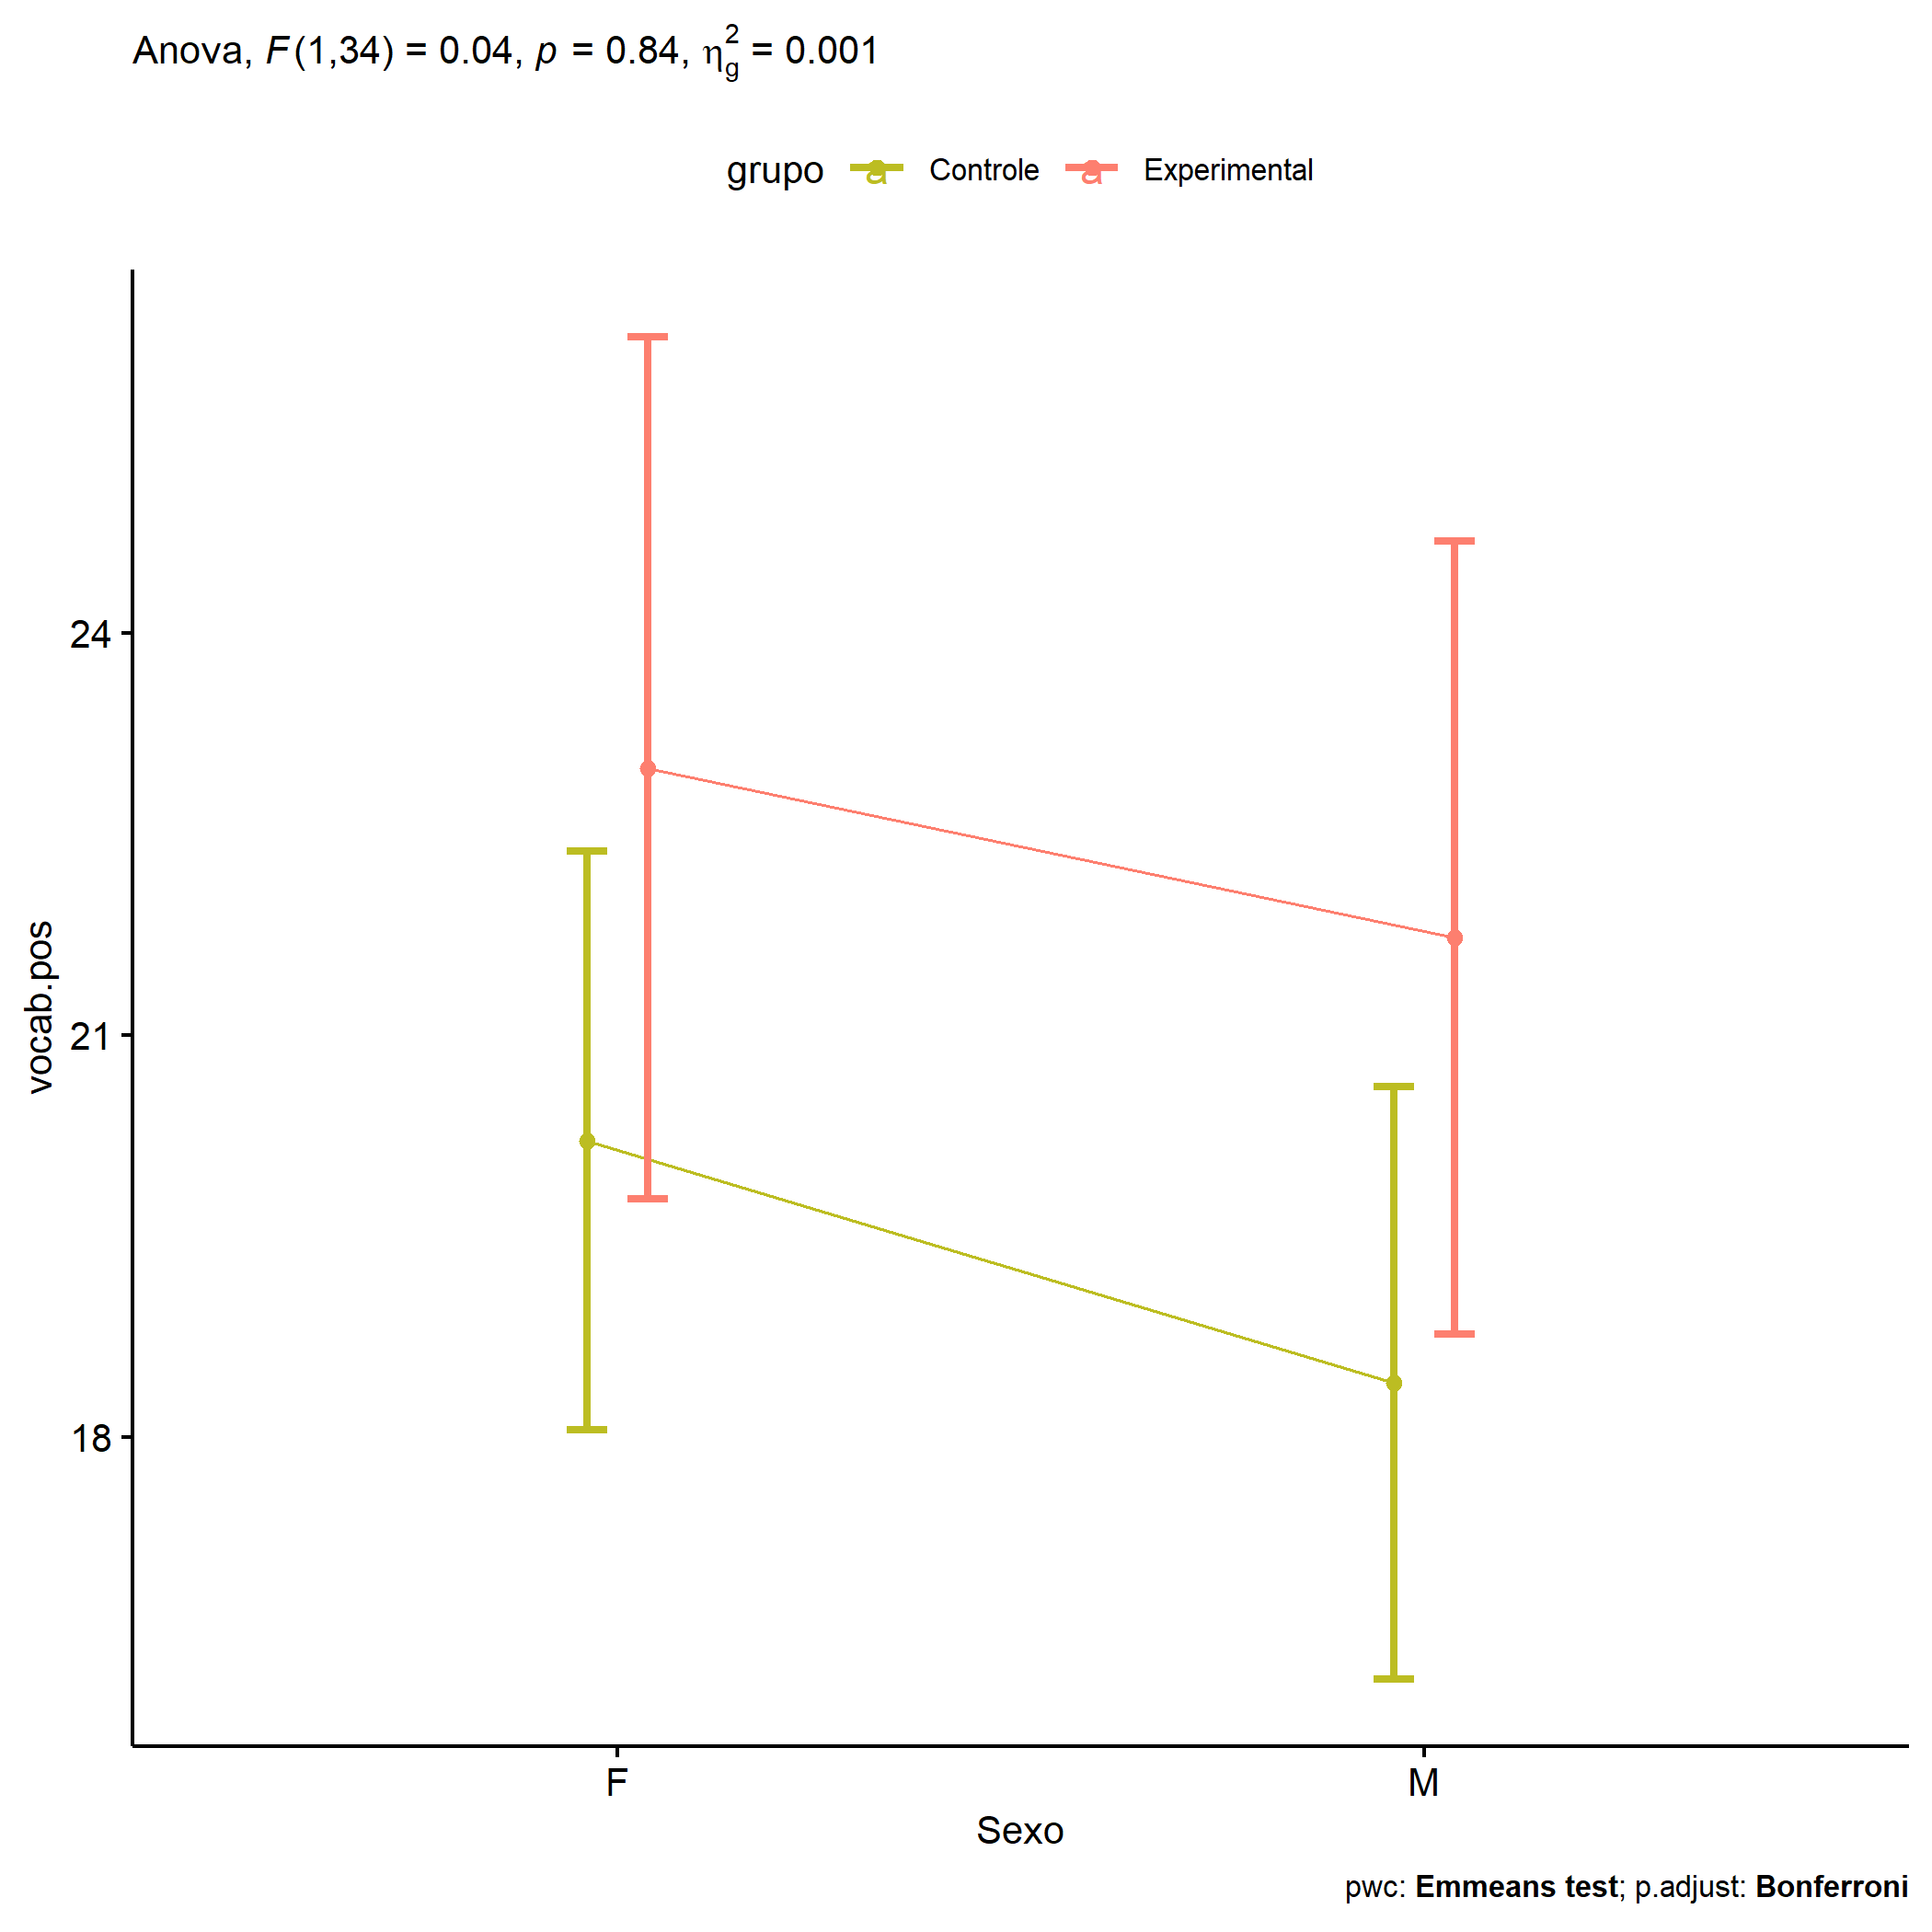 Anova, F(1,34) = 0.04, p = 0.84, η²g = 0.001
grupo a Controle a Experimental
24
21
18
vocab.pos
F M
Sexo
pwc: Emmeans test; p.adjust: Bonferroni